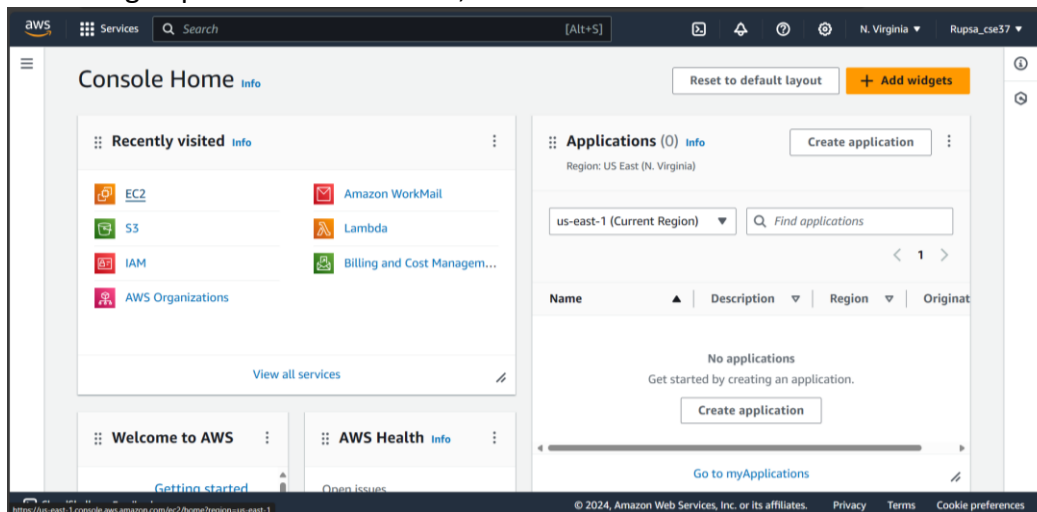 aws Services Search [Alt+S] N. Virginia ▼ Rupsa_cse37 ▼
Console Home Info
Reset to default layout
+ Add widgets
Recently visited Info
EC2
S3
IAM
AWS Organizations
Amazon WorkMail
Lambda
Billing and Cost Managem...
View all services
Applications (0) Info
Create application
Region: US East (N. Virginia)
us-east-1 (Current Region) ▼
Find applications
< 1 >
Name ▲ Description ▽ Region ▽ Originat
No applications
Get started by creating an application.
Create application
Go to myApplications
Welcome to AWS
Getting started
AWS Health Info
Open issues
https://us-east-1.console.aws.amazon.com/ec2/home?region=us-east-1
© 2024, Amazon Web Services, Inc. or its affiliates. Privacy Terms Cookie preferences